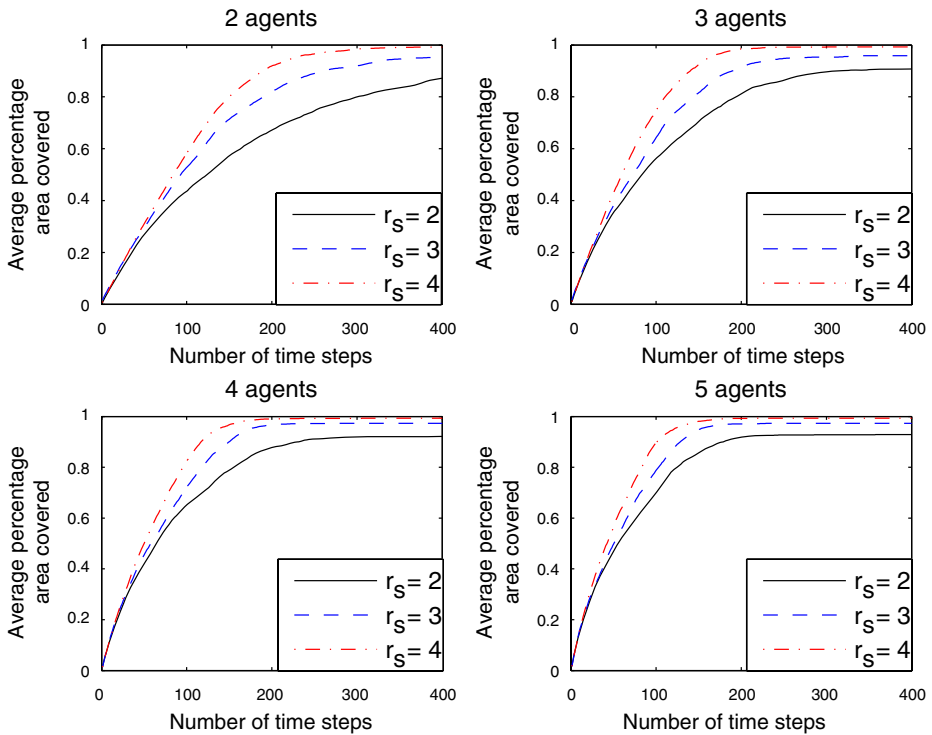 2 agents
1
0.8
0.6
0.4
0.2
0
0 100 200 300 400
Average percentage
area covered
Number of time steps
rs= 2
rs= 3
rs= 4
3 agents
1
0.8
0.6
0.4
0.2
0
0 100 200 300 400
Average percentage
area covered
Number of time steps
rs= 2
rs= 3
rs= 4
4 agents
1
0.8
0.6
0.4
0.2
0
0 100 200 300 400
Average percentage
area covered
Number of time steps
rs= 2
rs= 3
rs= 4
5 agents
1
0.8
0.6
0.4
0.2
0
0 100 200 300 400
Average percentage
area covered
Number of time steps
rs= 2
rs= 3
rs= 4